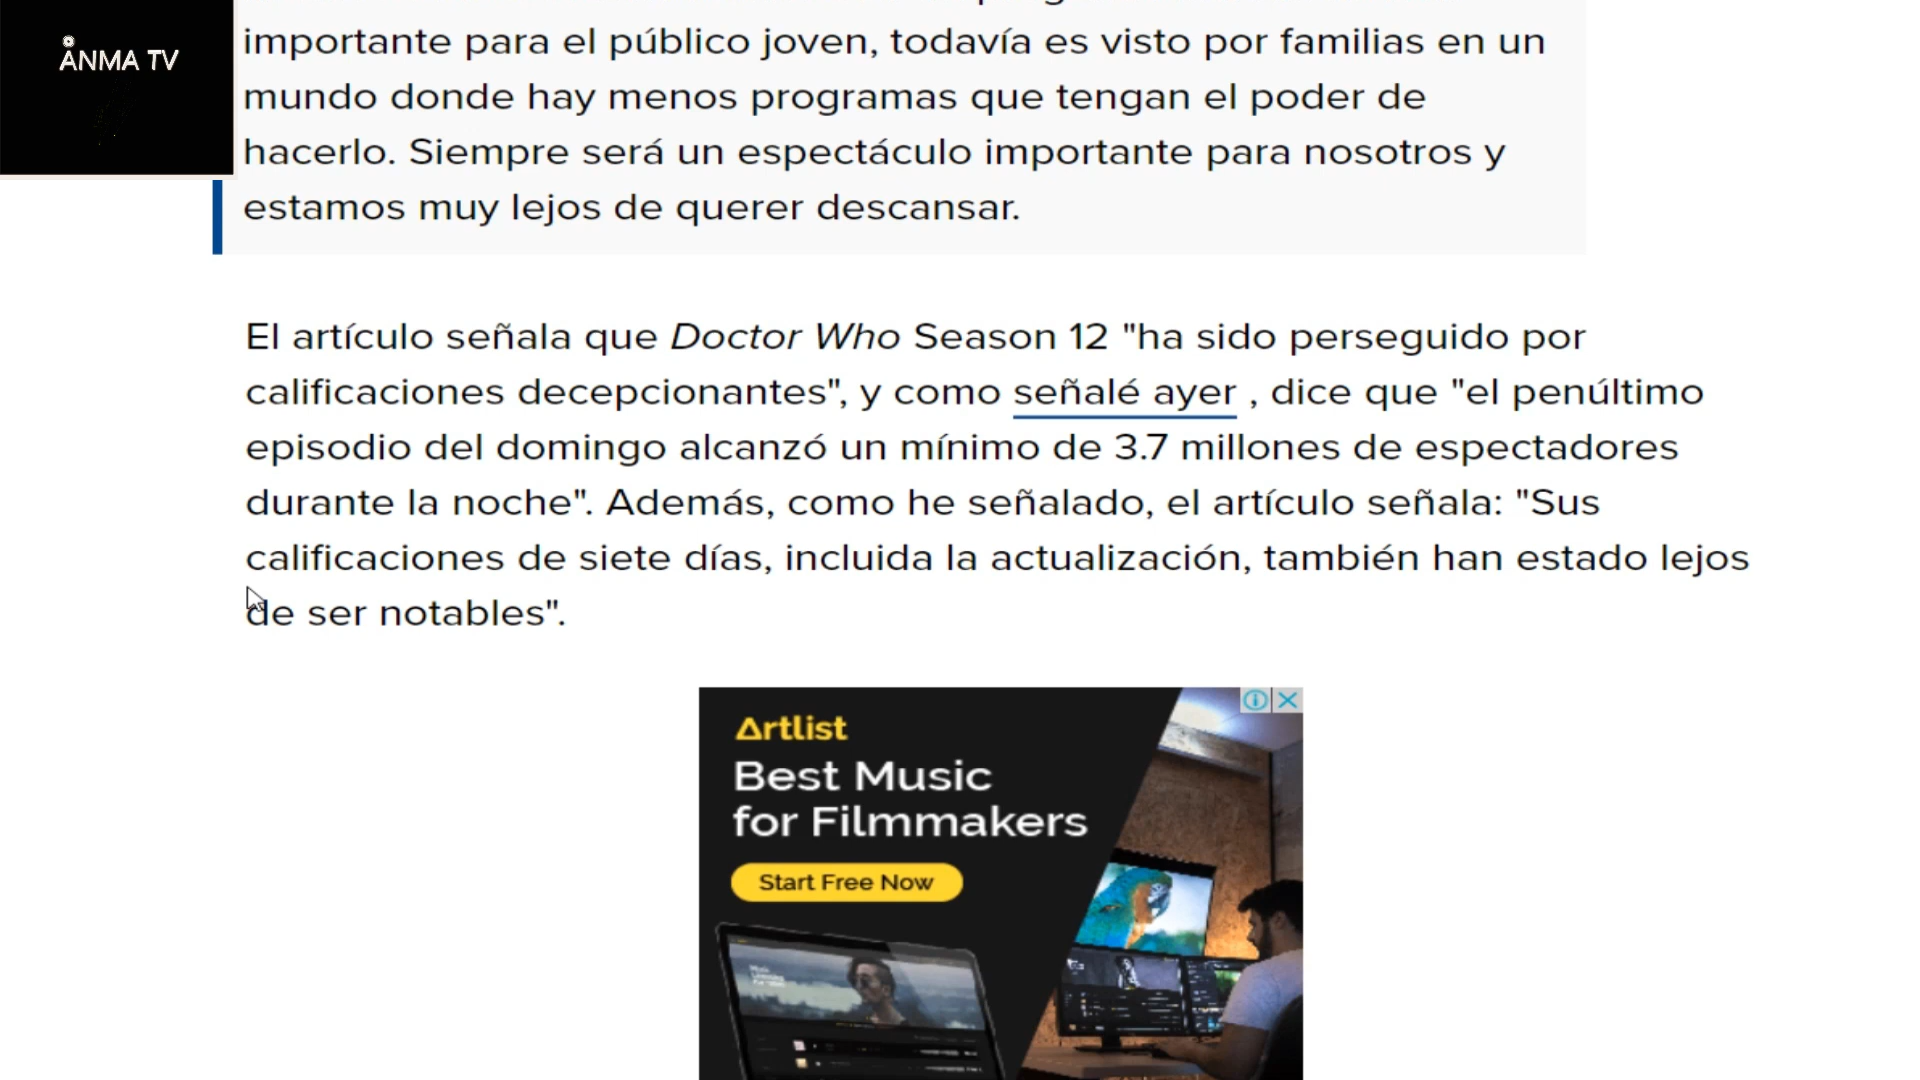 ANMA TV
importante para el público joven, todavía es visto por familias en un
mundo donde hay menos programas que tengan el poder de
hacerlo. Siempre será un espectáculo importante para nosotros y
estamos muy lejos de querer descansar.
El artículo señala que Doctor Who Season 12 "ha sido perseguido por
calificaciones decepcionantes", y como señalé ayer , dice que "el penúltimo
episodio del domingo alcanzó un mínimo de 3.7 millones de espectadores
durante la noche". Además, como he señalado, el artículo señala: "Sus
calificaciones de siete días, incluida la actualización, también han estado lejos
de ser notables".
Artlist
Best Music
for Filmmakers
Start Free Now